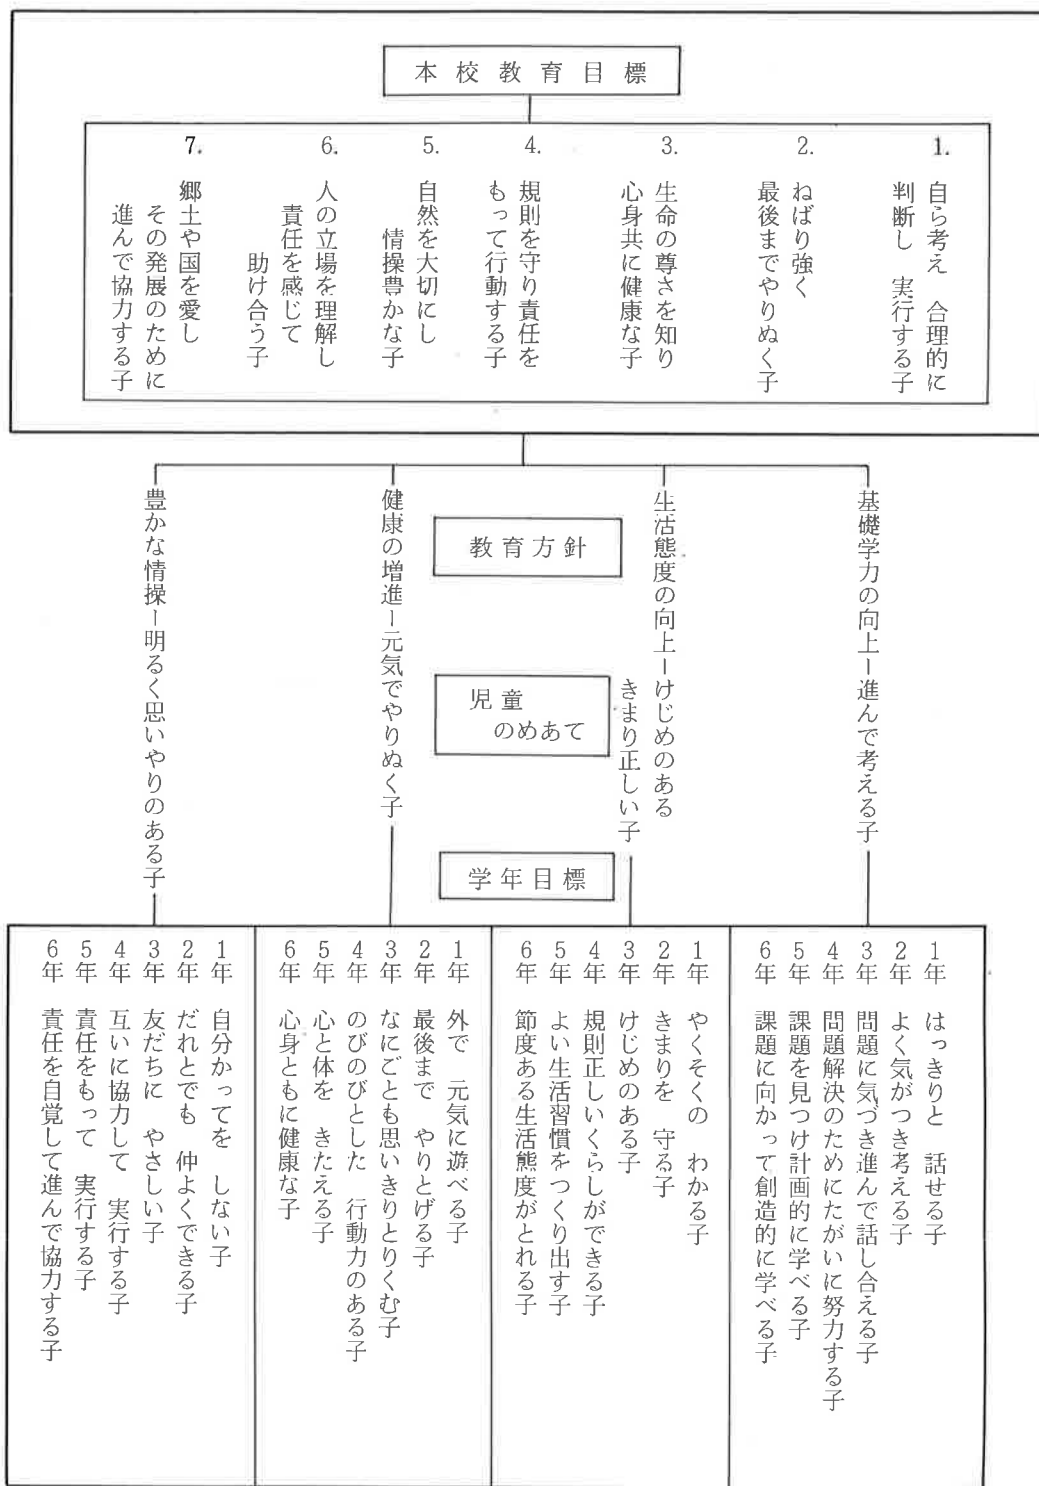 本校教育目標
1.
自ら考え 合理的に
判断し 実行する子
2.
ねばり強く
最後までやりぬく子
3.
生命の尊さを知り
心身共に健康な子
4.
規則を守り責任を
もって行動する子
5.
自然を大切にし
情操豊かな子
6.
人の立場を理解し
責任を感じて
助け合う子
7.
郷土や国を愛し
その発展のために
進んで協力する子
教育方針
児童
のめあて
基礎学力の向上ー進んで考える子
生活態度の向上ーけじめのある
きまり正しい子
健康の増進ー元気でやりぬく子
豊かな情操ー明るく思いやりのある子
学年目標
1年 はっきりと 話せる子
2年 よく気がつき考える子
3年 問題に気づき進んで話し合える子
4年 問題解決のためにたがいに努力する子
5年 課題を見つけ計画的に学べる子
6年 課題に向かって創造的に学べる子
1年 やくそくの わかる子
2年 きまりを 守る子
3年 けじめのある子
4年 規則正しいくらしができる子
5年 よい生活習慣をつくり出す子
6年 節度ある生活態度がとれる子
1年 外で 元気に遊べる子
2年 最後まで やりとげる子
3年 なにごとも思いきりとりくむ子
4年 のびのびとした 行動力のある子
5年 心と体を きたえる子
6年 心身ともに健康な子
1年 自分かってを しない子
2年 だれとでも 仲よくできる子
3年 友だちに やさしい子
4年 互いに協力して 実行する子
5年 責任をもって 実行する子
6年 責任を自覚して進んで協力する子